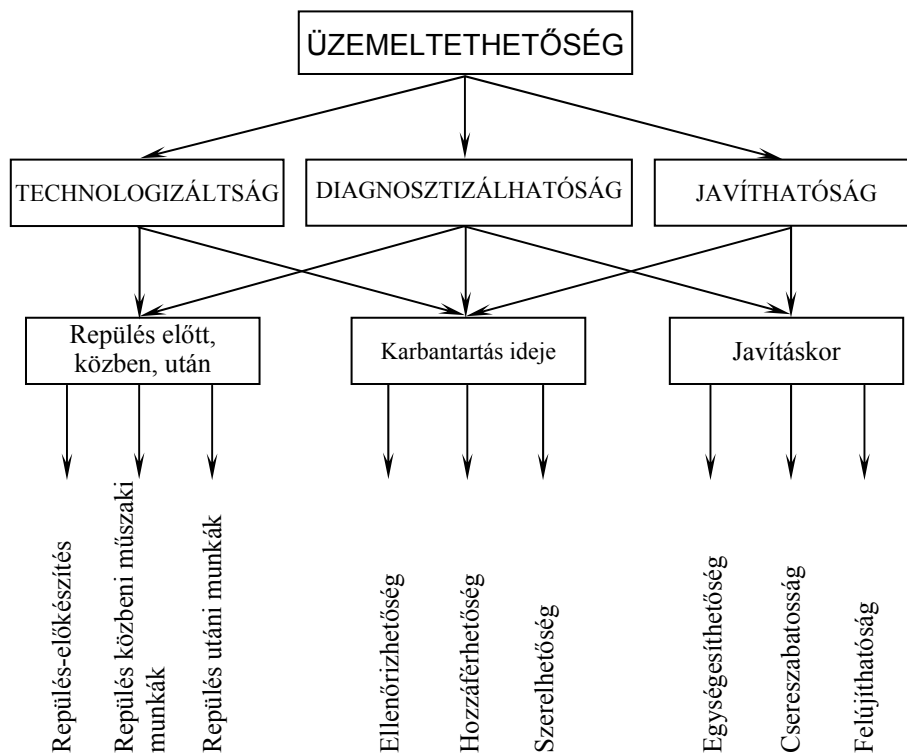 ÜZEMELTETHETŐSÉG
TECHNOLOGIZÁLTSÁG
DIAGNOSZTIZÁLHATÓSÁG
JAVÍTHATÓSÁG
Repülés előtt,
közben, után
Karbantartás ideje
Javításkor
Repülés-előkészítés
Repülés közbeni műszaki
munkák
Repülés utáni munkák
Ellenőrizhetőség
Hozzáférhetőség
Szerelhetőség
Egységesíthetőség
Csereszabatosság
Felújíthatóság